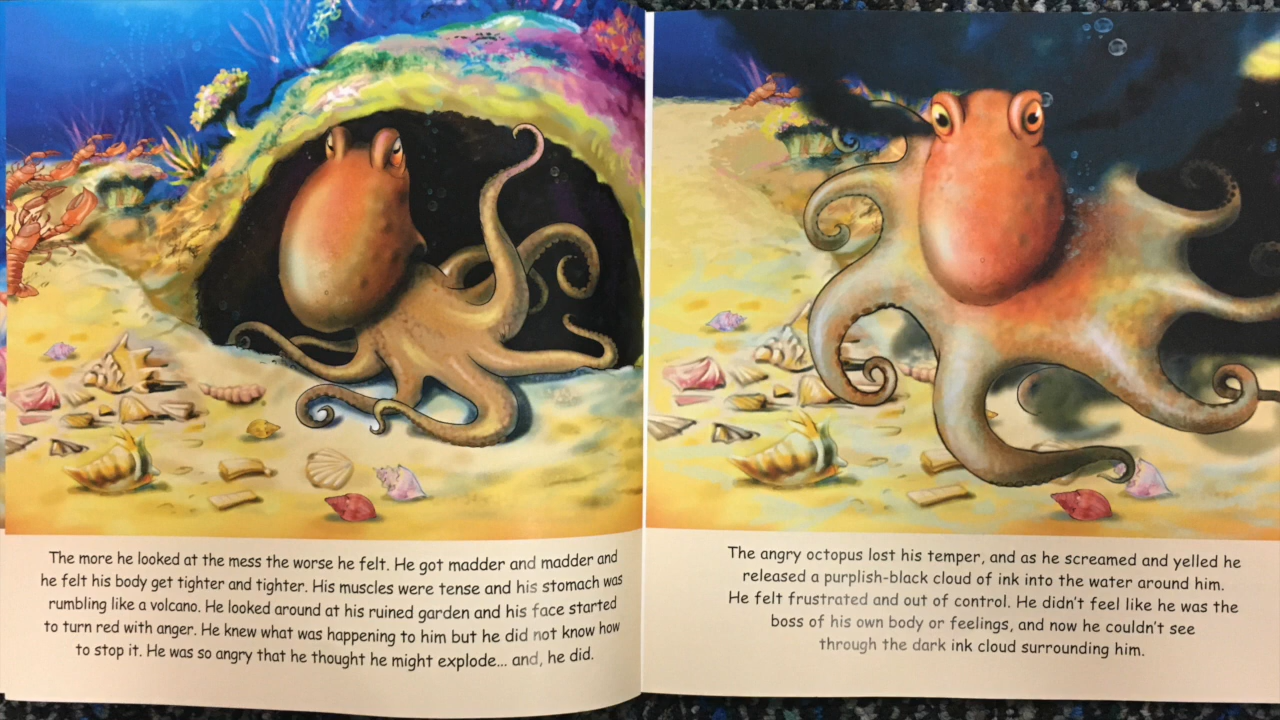 The more he looked at the mess the worse he felt. He got madder and madder and
he felt his body get tighter and tighter. His muscles were tense and his stomach was
rumbling like a volcano. He looked around at his ruined garden and his face started
to turn red with anger. He knew what was happening to him but he did not know how
to stop it. He was so angry that he thought he might explode... and, he did.
The angry octopus lost his temper, and as he screamed and yelled he
released a purplish-black cloud of ink into the water around him.
He felt frustrated and out of control. He didn't feel like he was the
boss of his own body or feelings, and now he couldn't see
through the dark ink cloud surrounding him.